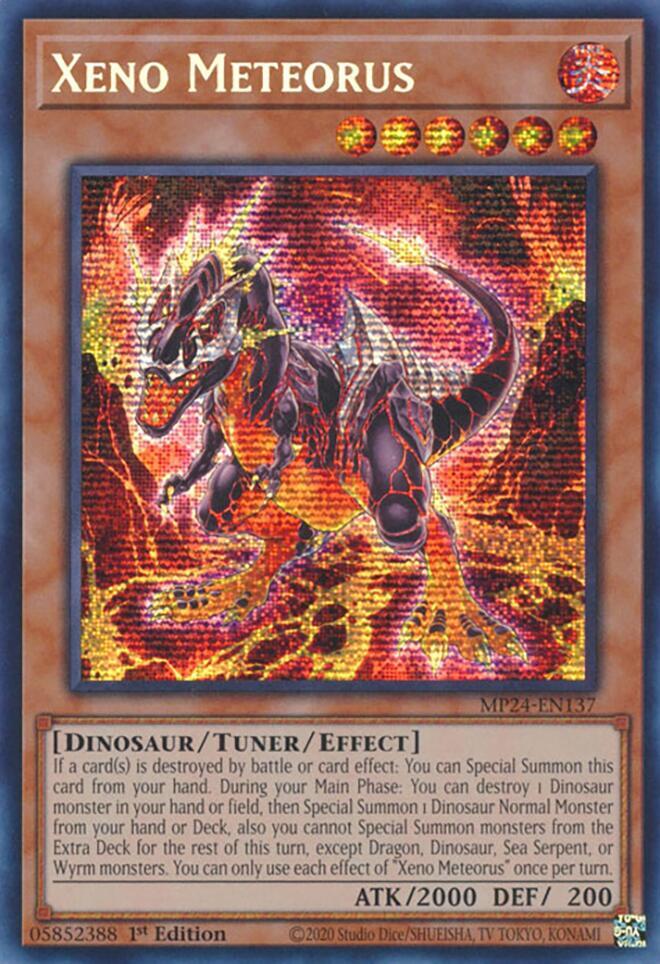 XENO METEORUS
炎
MP24-EN137
[DINOSAUR/TUNER/EFFECT]
If a card(s) is destroyed by battle or card effect: You can Special Summon this
card from your hand. During your Main Phase: You can destroy 1 Dinosaur
monster in your hand or field, then Special Summon 1 Dinosaur Normal Monster
from your hand or Deck, also you cannot Special Summon monsters from the
Extra Deck for the rest of this turn, except Dragon, Dinosaur, Sea Serpent, or
Wyrm monsters. You can only use each effect of "Xeno Meteorus" once per turn.
ATK/2000 DEF/ 200
05852388 1st Edition ©2020 Studio Dice/SHUEISHA, TV TOKYO, KONAMI